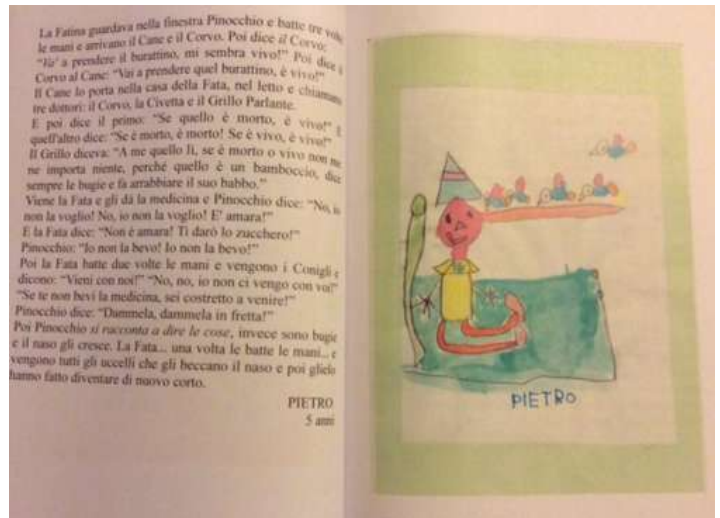 La Fatina guardava nella finestra Pinocchio e batte tre volte
le mani e arrivano il Cane e il Corvo. Poi dice il Corvo:
"Va' a prendere il burattino, mi sembra vivo!" Poi dice il
Corvo al Cane: "Vai a prendere quel burattino, è vivo!"
Il Cane lo porta nella casa della Fata, nel letto e chiamano
tre dottori: il Corvo, la Civetta e il Grillo Parlante.
E poi dice il primo: "Se quello è morto, è vivo!" E
quell'altro dice: "Se è morto, è morto! Se è vivo, è vivo!"
Il Grillo diceva: "A me quello lì, se è morto o vivo non me
ne importa niente, perché quello è un bamboccio, dice
sempre le bugie e fa arrabbiare il suo babbo."
Viene la Fata e gli dà la medicina e Pinocchio dice: "No, io
non la voglio! No, io non la voglio! E' amara!"
E la Fata dice: "Non è amara! Ti darò lo zucchero!"
Pinocchio: "Io non la bevo! Io non la bevo!"
Poi la Fata batte due volte le mani e vengono i Conigli e
dicono: "Vieni con noi!" "No, no, io non ci vengo con voi!"
"Se te non bevi la medicina, sei costretto a venire!"
Pinocchio dice: "Dammela, dammela in fretta!"
Poi Pinocchio si racconta a dire le cose, invece sono bugie
e il naso gli cresce. La Fata... una volta le batte le mani... e
vengono tutti gli uccelli che gli beccano il naso e poi glielo
hanno fatto diventare di nuovo corto.
PIETRO
5 anni
PIETRO